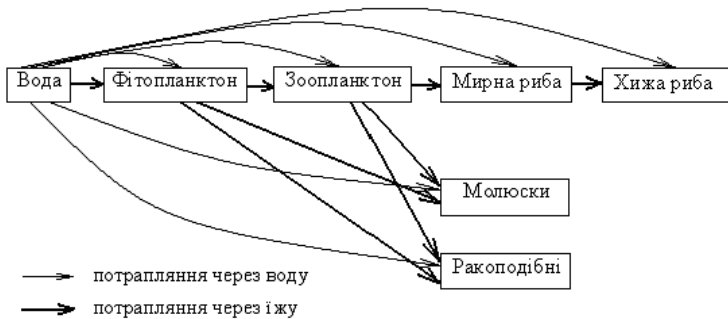 Вода
Фітопланктон
Зоопланктон
Мирна риба
Хижа риба
Молюски
Ракоподібні
потрапляння через воду
потрапляння через їжу